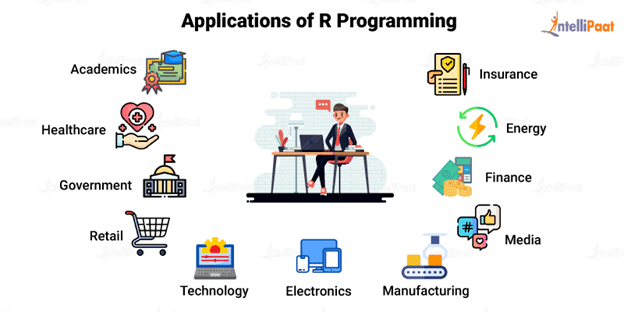 Applications of R Programming
IntelliPaat
Academics
Insurance
Healthcare
Energy
Government
Finance
Retail
Media
Technology
Electronics
Manufacturing